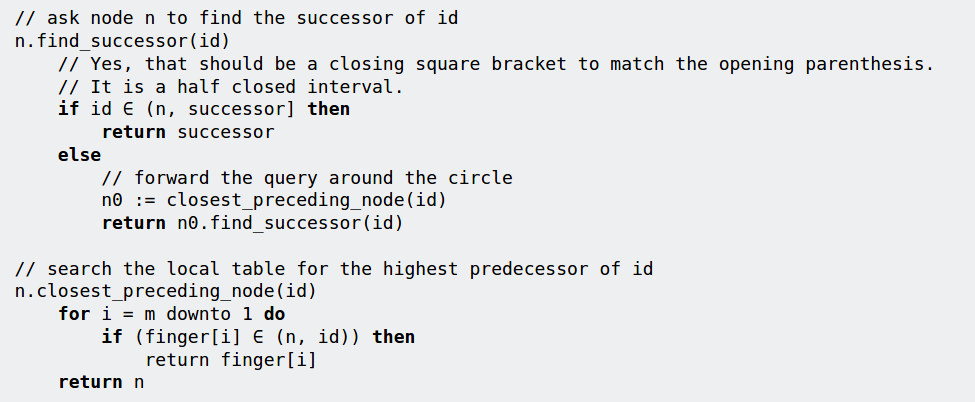 // ask node n to find the successor of id
n.find_successor(id)
    // Yes, that should be a closing square bracket to match the opening parenthesis.
    // It is a half closed interval.
    if id ∈ (n, successor] then
        return successor
    else
        // forward the query around the circle
        n0 := closest_preceding_node(id)
        return n0.find_successor(id)

// search the local table for the highest predecessor of id
n.closest_preceding_node(id)
    for i = m downto 1 do
        if (finger[i] ∈ (n, id)) then
            return finger[i]
    return n